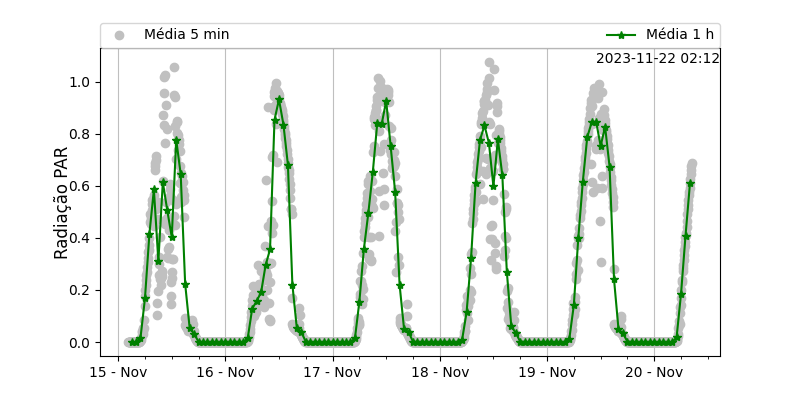 Média 5 min
Média 1 h
2023-11-22 02:12
Radiação PAR
1.0
0.8
0.6
0.4
0.2
0.0
15 - Nov
16 - Nov
17 - Nov
18 - Nov
19 - Nov
20 - Nov